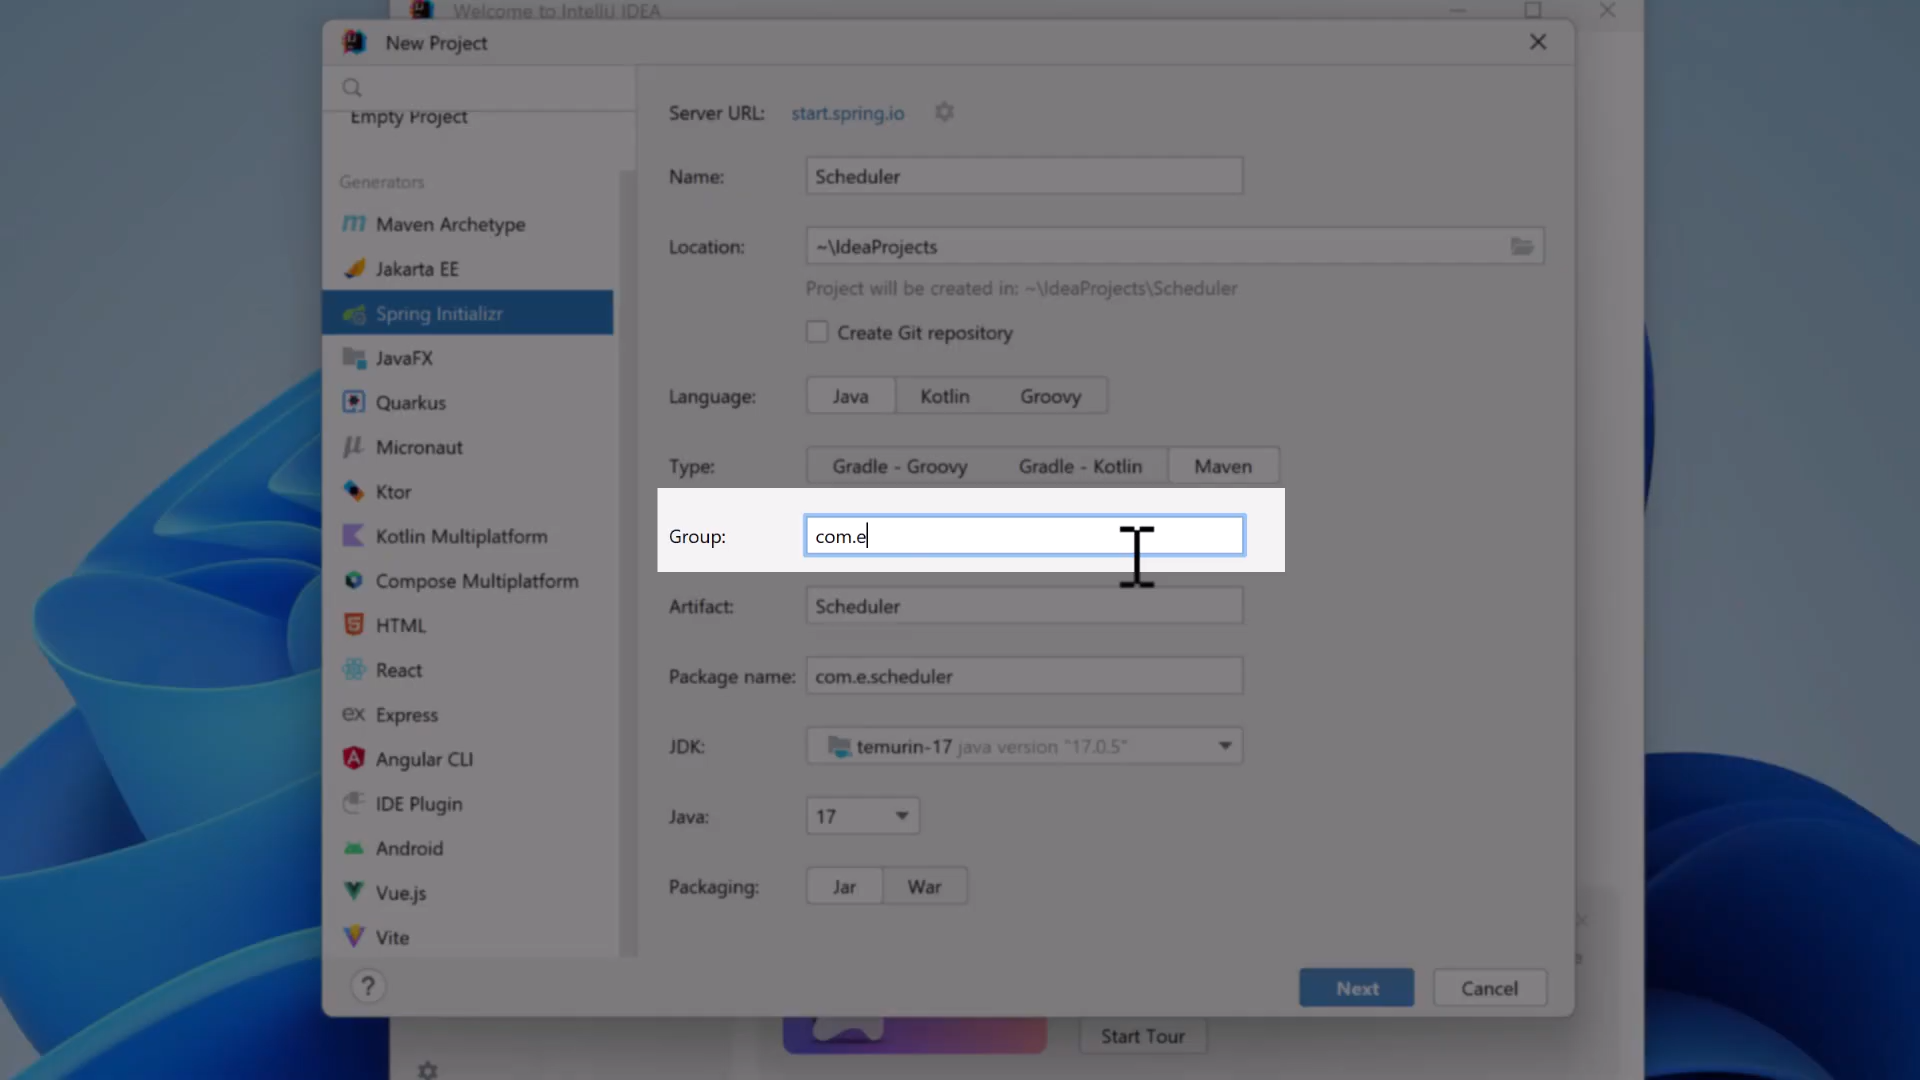 Welcome to IntelliJ IDEA
New Project
Empty Project
Generators
Maven Archetype
Jakarta EE
Spring Initializr
JavaFX
Quarkus
Micronaut
Ktor
Kotlin Multiplatform
Compose Multiplatform
HTML
React
Express
Angular CLI
IDE Plugin
Android
Vue.js
Vite
Server URL: start.spring.io
Name: Scheduler
Location: ~\IdeaProjects
Project will be created in: ~\IdeaProjects\Scheduler
Create Git repository
Language: Java Kotlin Groovy
Type: Gradle - Groovy Gradle - Kotlin Maven
Group: com.e
Artifact: Scheduler
Package name: com.e.scheduler
JDK: temurin-17 java version "17.0.5"
Java: 17
Packaging: Jar War
? Next Cancel
Start Tour